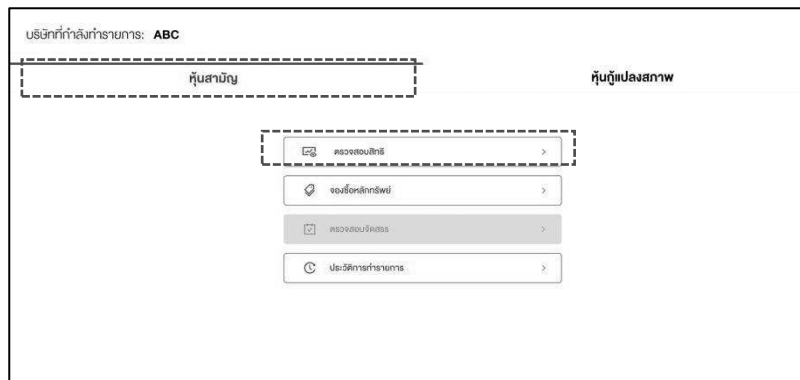 บริษัทที่กำลังทำรายการ: ABC
หุ้นสามัญ
หุ้นกู้แปลงสภาพ
ตรวจสอบสิทธิ
จองซื้อหลักทรัพย์
ตรวจสอบจัดสรร
ประวัติการทำรายการ